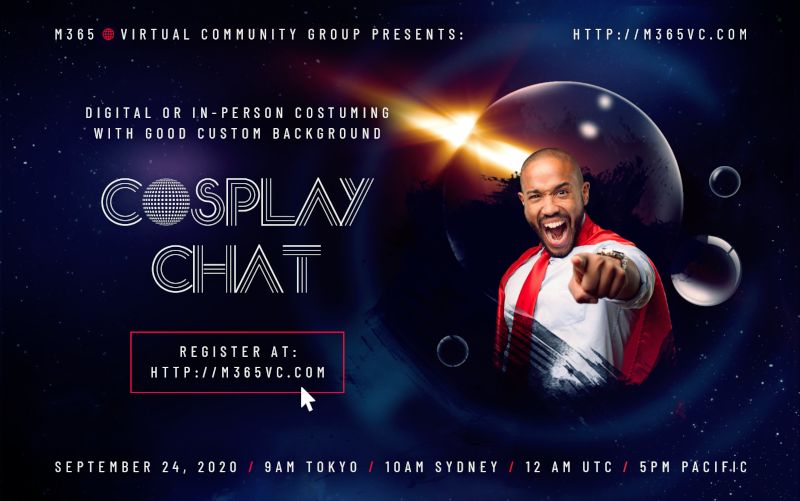 M365 VIRTUAL COMMUNITY GROUP PRESENTS:
HTTP://M365VC.COM
DIGITAL OR IN-PERSON COSTUMING
WITH GOOD CUSTOM BACKGROUND
COSPLAY
CHAT
REGISTER AT:
HTTP://M365VC.COM
SEPTEMBER 24, 2020 / 9AM TOKYO / 10AM SYDNEY / 12 AM UTC / 5PM PACIFIC